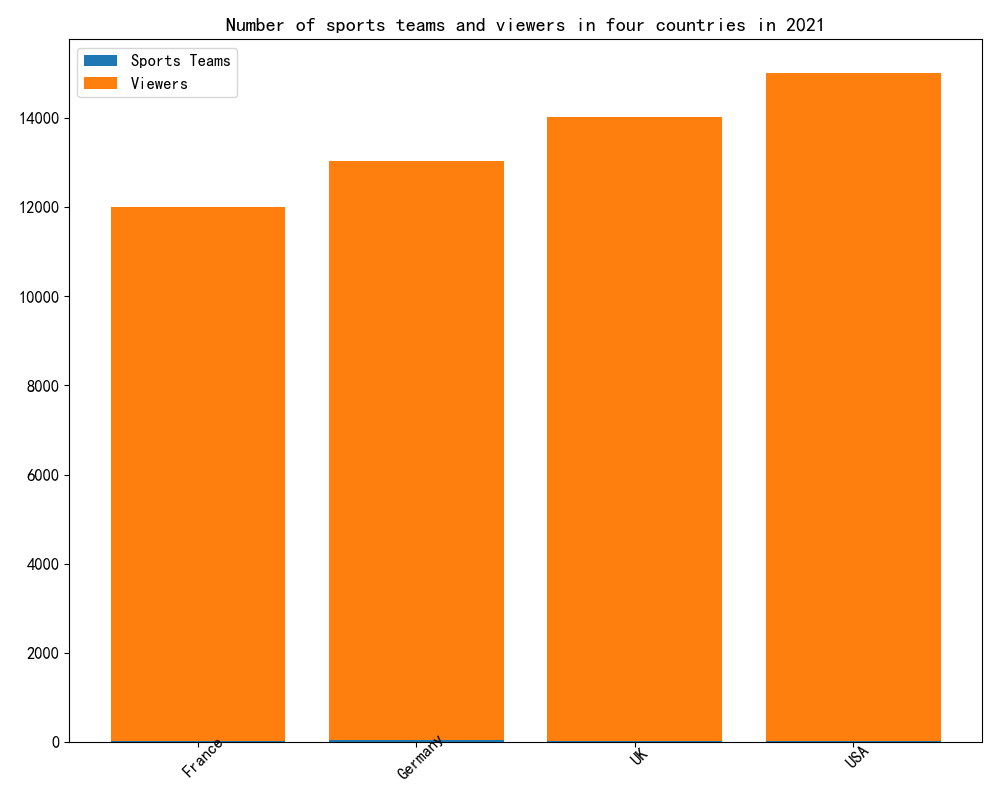 Number of sports teams and viewers in four countries in 2021
Sports Teams
Viewers
14000
12000
10000
8000
6000
4000
2000
0
France
Germany
UK
USA